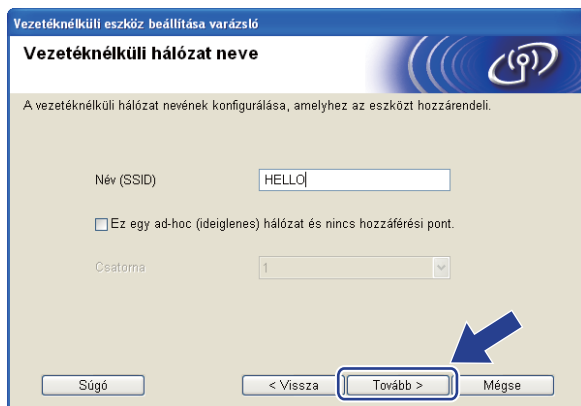 Vezetéknélküli eszköz beállítása varázsló
Vezetéknélküli hálózat neve
A vezetéknélküli hálózat nevének konfigurálása, amelyhez az eszközt hozzárendeli.
Név (SSID) HELLO
Ez egy ad-hoc (ideiglenes) hálózat és nincs hozzáférési pont.
Csatorna 1
Súgó < Vissza Tovább > Mégse